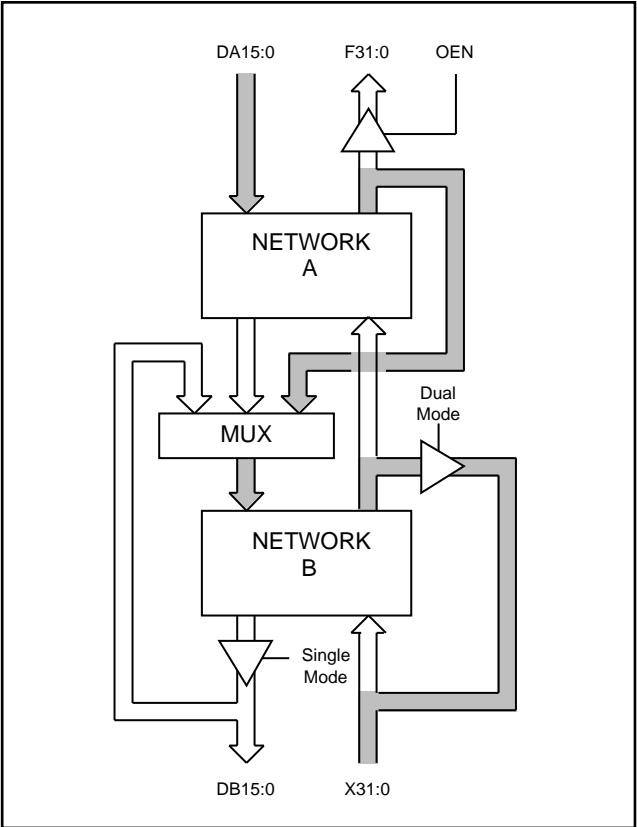 DA15:0
F31:0
OEN
NETWORK
A
Dual
Mode
MUX
NETWORK
B
Single
Mode
DB15:0
X31:0